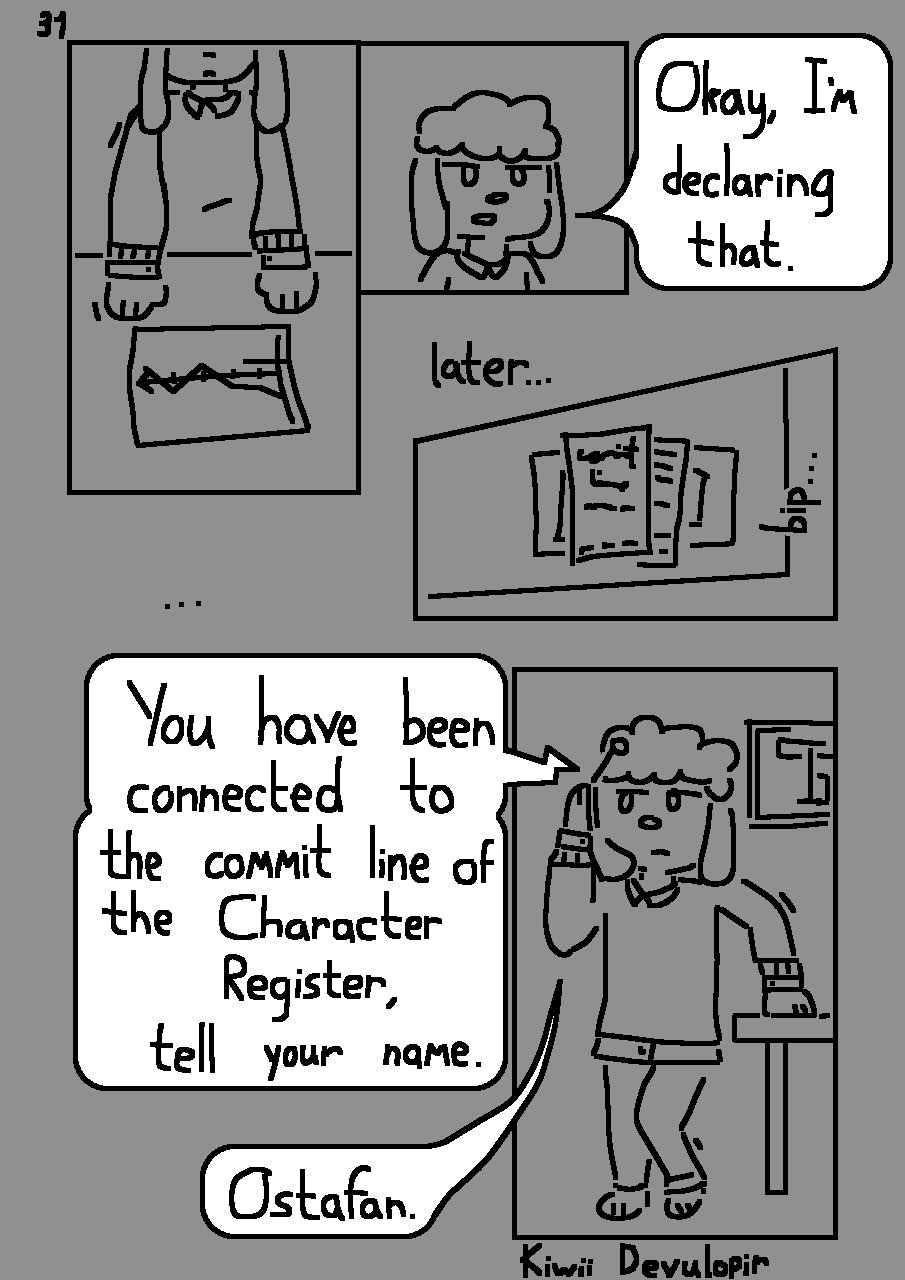 31
Okay, I'm
declaring
that.
later...
bip...
...
You have been
connected to
the commit line of
the Character
Register,
tell your name.
Ostafan.
Kiwii Devulopir